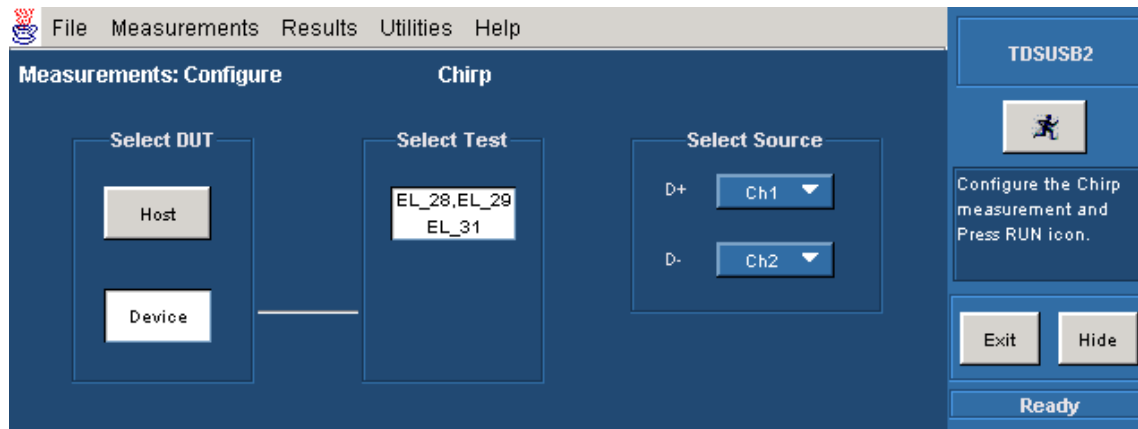 File Measurements Results Utilities Help
Measurements: Configure Chirp
Select DUT
Host
Device
Select Test
EL_28,EL_29
EL_31
Select Source
D+ Ch1
D- Ch2
TDSUSB2
Configure the Chirp
measurement and
Press RUN icon.
Exit Hide
Ready